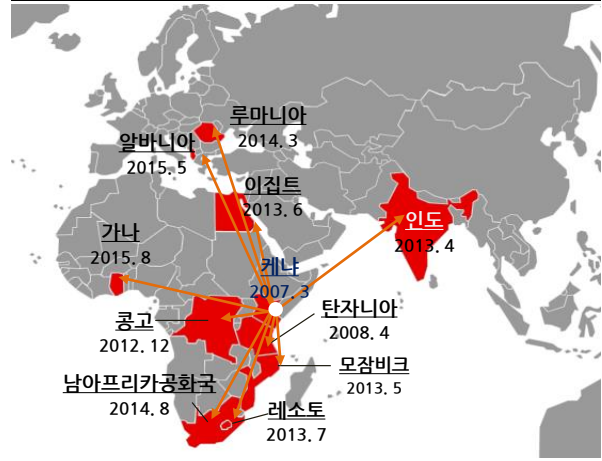 루마니아
2014. 3
알바니아
2015. 5
이집트
2013. 6
인도
2013. 4
가나
2015. 8
케냐
2007. 3
탄자니아
2008. 4
콩고
2012. 12
모잠비크
2013. 5
남아프리카공화국
2014. 8
레소토
2013. 7